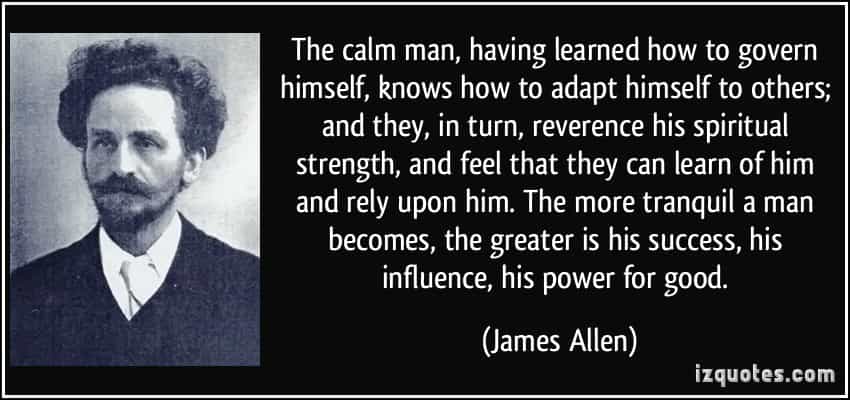 The calm man, having learned how to govern
himself, knows how to adapt himself to others;
and they, in turn, reverence his spiritual
strength, and feel that they can learn of him
and rely upon him. The more tranquil a man
becomes, the greater is his success, his
influence, his power for good.
(James Allen)
izquotes.com